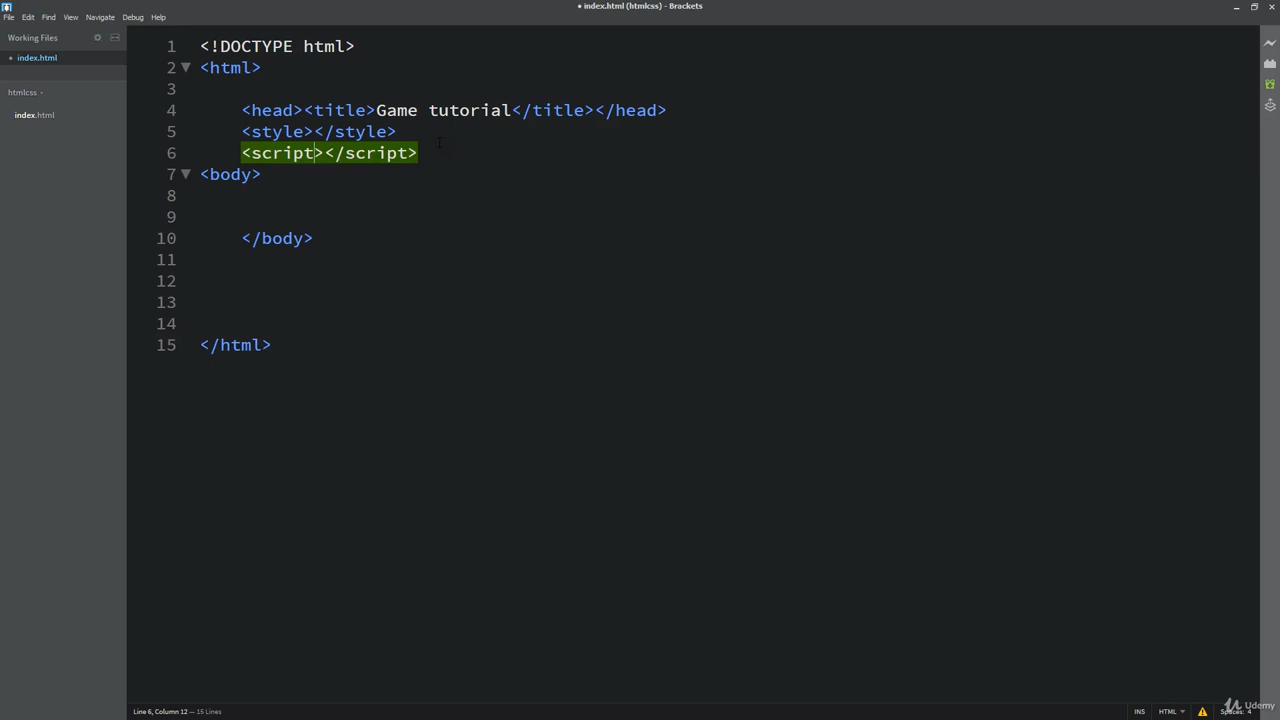 • index.html (htmlcss) - Brackets
File Edit Find View Navigate Debug Help
Working Files
• index.html
htmlcss
index.html
1 <!DOCTYPE html>
2 <html>
3
4 <head><title>Game tutorial</title></head>
5 <style></style>
6 <script></script>
7 <body>
8
9
10 </body>
11
12
13
14
15 </html>
Line 6, Column 12 — 15 Lines
INS HTML Spaces: 4
Udemy